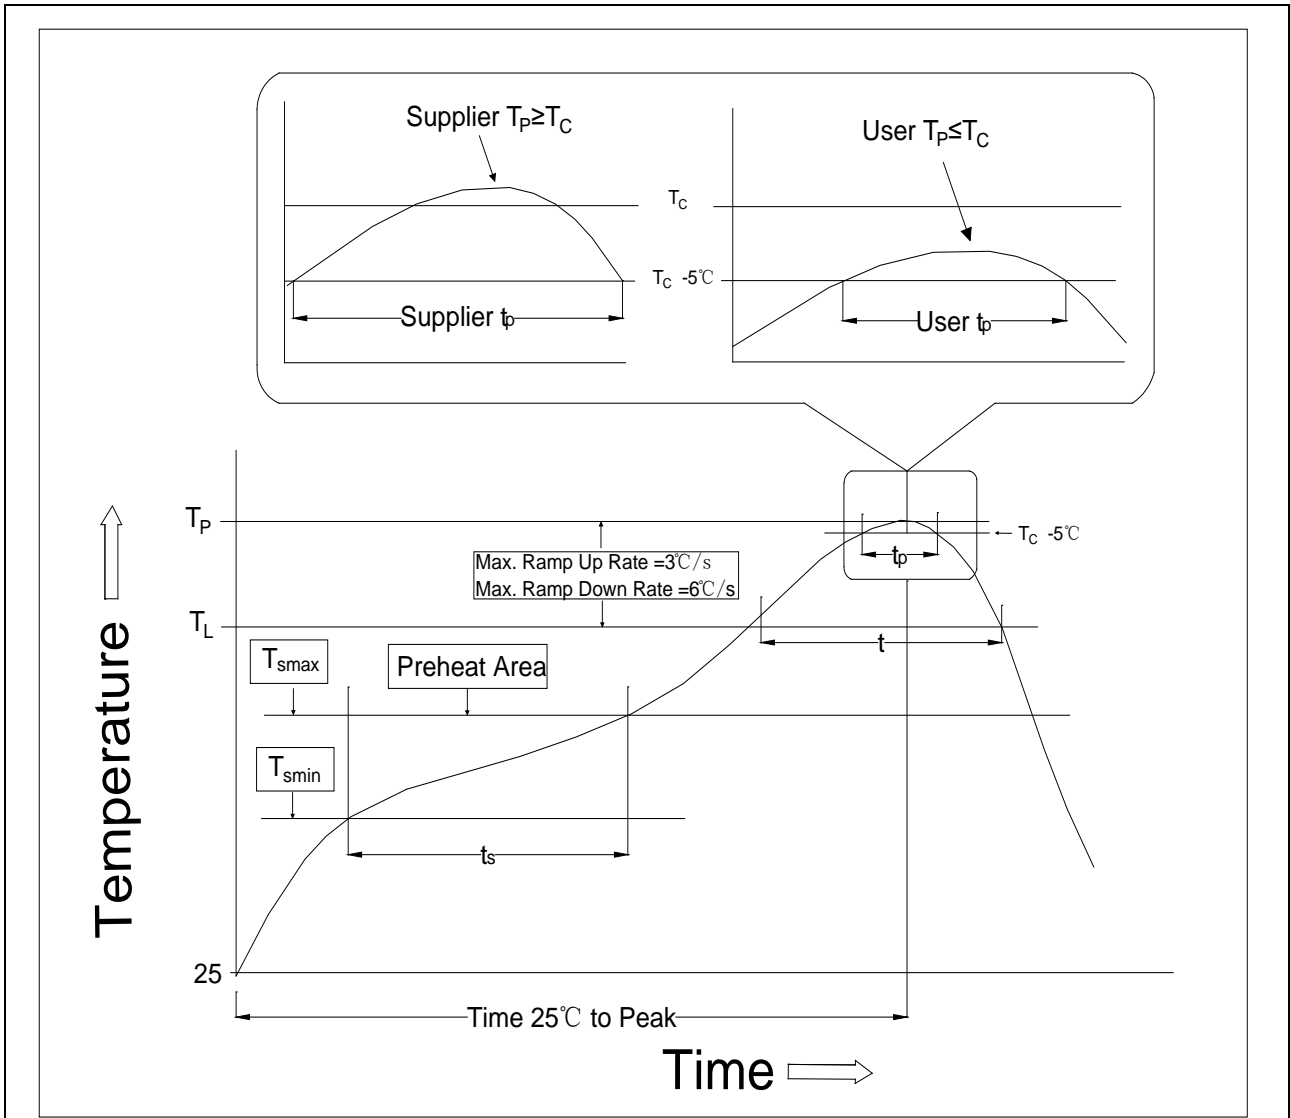 Supplier TP≥TC
User TP≤TC
TC
TC -5℃
Supplier tp
User tp
TP
TC -5℃
tp
Max. Ramp Up Rate =3℃/s
Max. Ramp Down Rate =6℃/s
TL
t
Tsmax
Preheat Area
Tsmin
ts
Temperature
25
Time 25℃ to Peak
Time